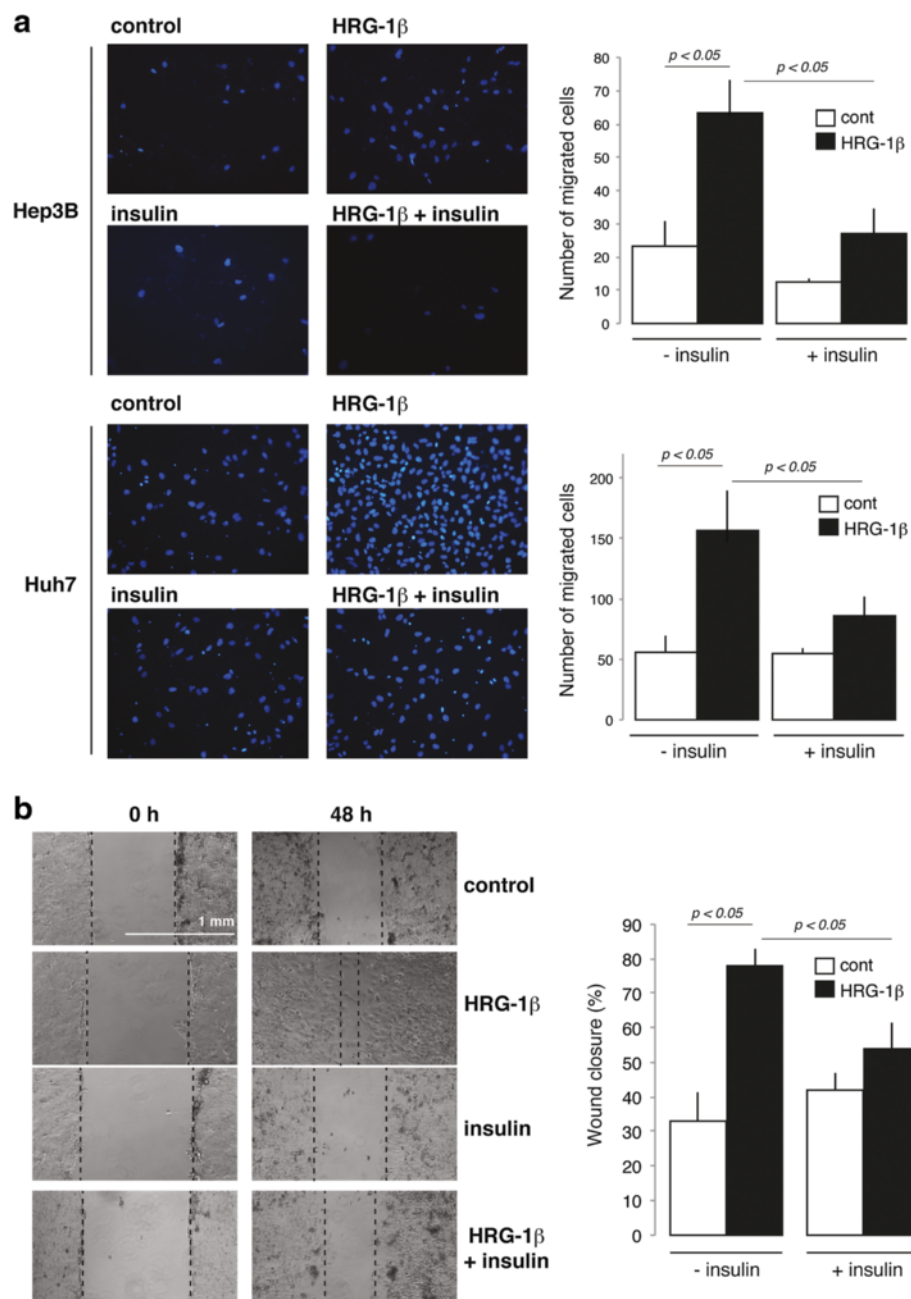 a
control
HRG-1β
Hep3B
insulin
HRG-1β + insulin
Number of migrated cells
80
70
60
50
40
30
20
10
0
p < 0.05
p < 0.05
cont
HRG-1β
- insulin
+ insulin
control
HRG-1β
Huh7
insulin
HRG-1β + insulin
Number of migrated cells
200
150
100
50
0
p < 0.05
p < 0.05
cont
HRG-1β
- insulin
+ insulin
b
0 h
48 h
1 mm
control
HRG-1β
insulin
HRG-1β
+ insulin
Wound closure (%)
90
80
70
60
50
40
30
20
10
0
p < 0.05
p < 0.05
cont
HRG-1β
- insulin
+ insulin